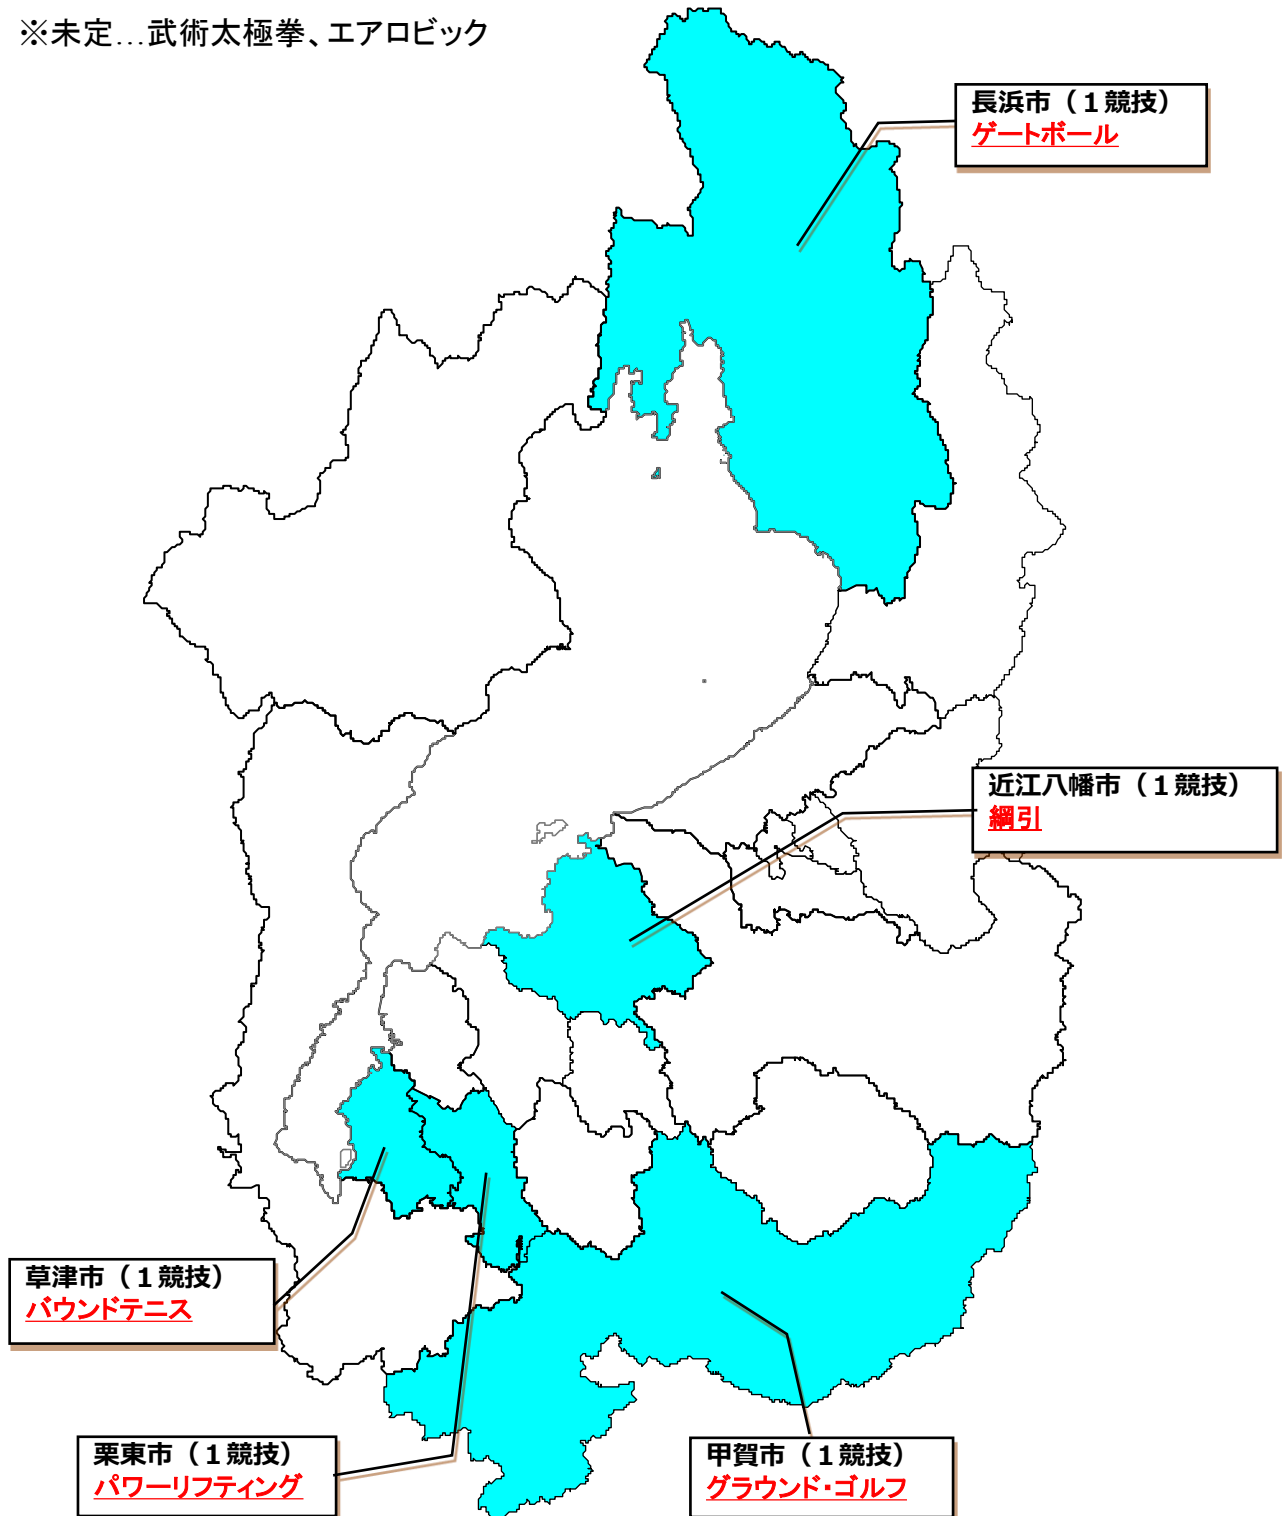 ※未定…武術太極拳、エアロビック
長浜市（１競技）
ゲートボール
近江八幡市（１競技）
綱引
草津市（１競技）
バウンドテニス
栗東市（１競技）
パワーリフティング
甲賀市（１競技）
グラウンド・ゴルフ